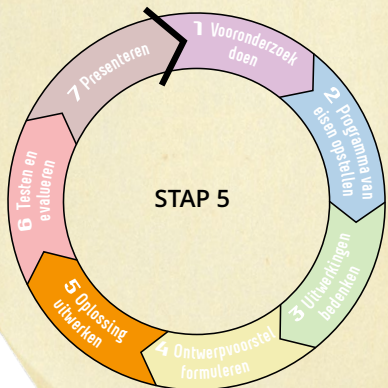 1 Vooronderzoek
doen
2 Programma van
eisen opstellen
3 Uitwerkingen
bedenken
4 Ontwerpvoorstel
formuleren
5 Oplossing
uitwerken
6 Testen en
evalueren
7 Presenteren
STAP 5